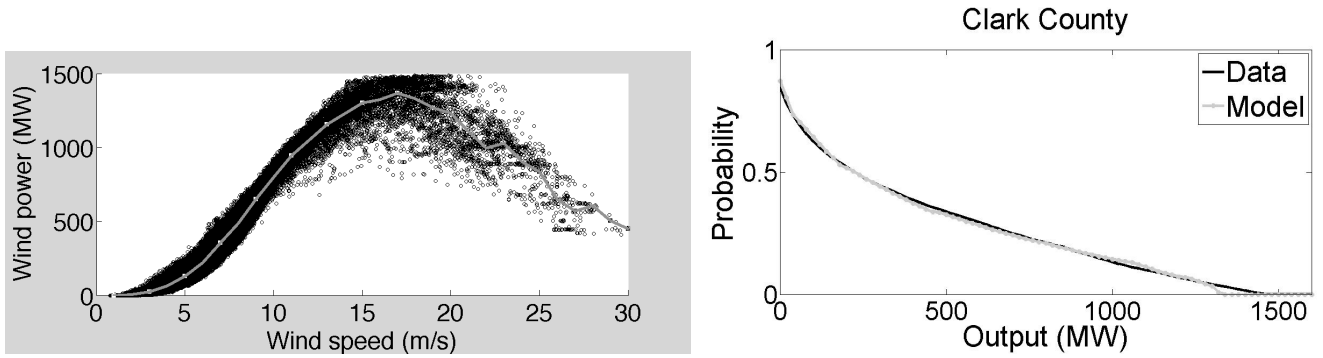 Wind power (MW)
1500
1000
500
0
0 5 10 15 20 25 30
Wind speed (m/s)
Clark County
Probability
1
0.5
0
Data
Model
0 500 1000 1500
Output (MW)